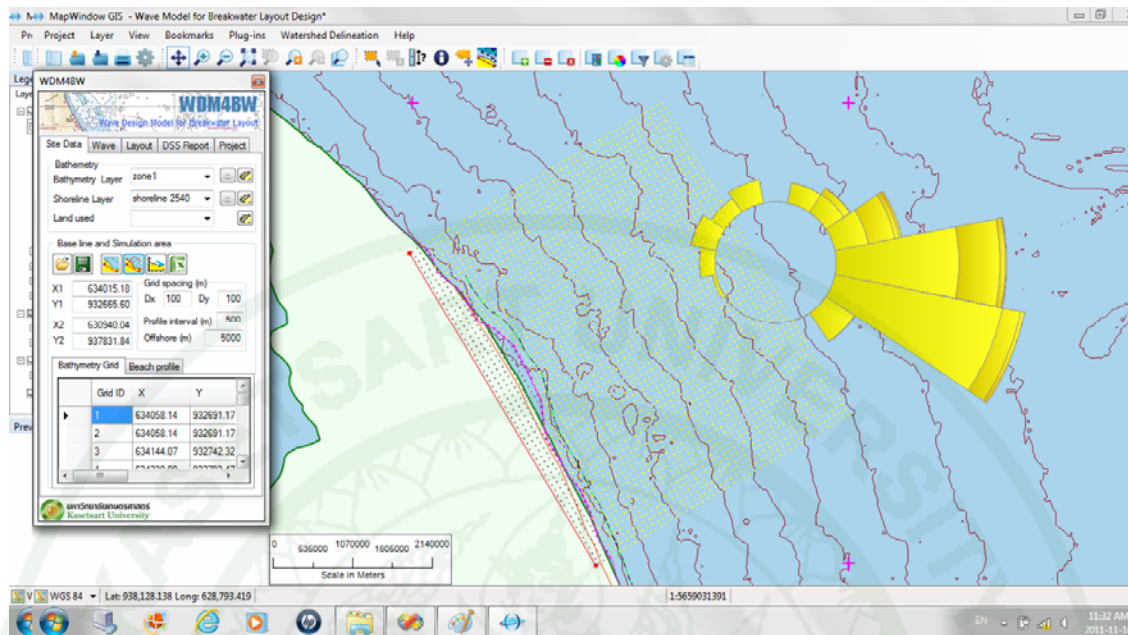 MapWindow GIS - Wave Model for Breakwater Layout Design*
Project Layer View Bookmarks Plug-ins Watershed Delineation Help
WDM4BW
WDM4BW
Wave Design Model for Breakwater Layout
Site Data Wave Layout DSS Report Project
Bathemetry
Bathymetry Layer zone1
Shoreline Layer shoreline 2540
Land used
Base line and Simulation area
Grid spacing (m)
X1 634015.18 Dx 100 Dy 100
Y1 932665.60
Profile interval (m) 500
X2 630940.04
Offshore (m) 5000
Y2 937831.84
Bathymetry Grid Beach profile
Grid ID X Y
1 634058.14 932691.17
2 634058.14 932691.17
3 634144.07 932742.32
มหาวิทยาลัยเกษตรศาสตร์
Kasetsart University
0 536000 1070000 1606000 2140000
Scale in Meters
WGS 84 Lat: 938,128.138 Long: 628,793.419 1:5659031391
EN 11:32 AM
KASETSART UNIVERSITY